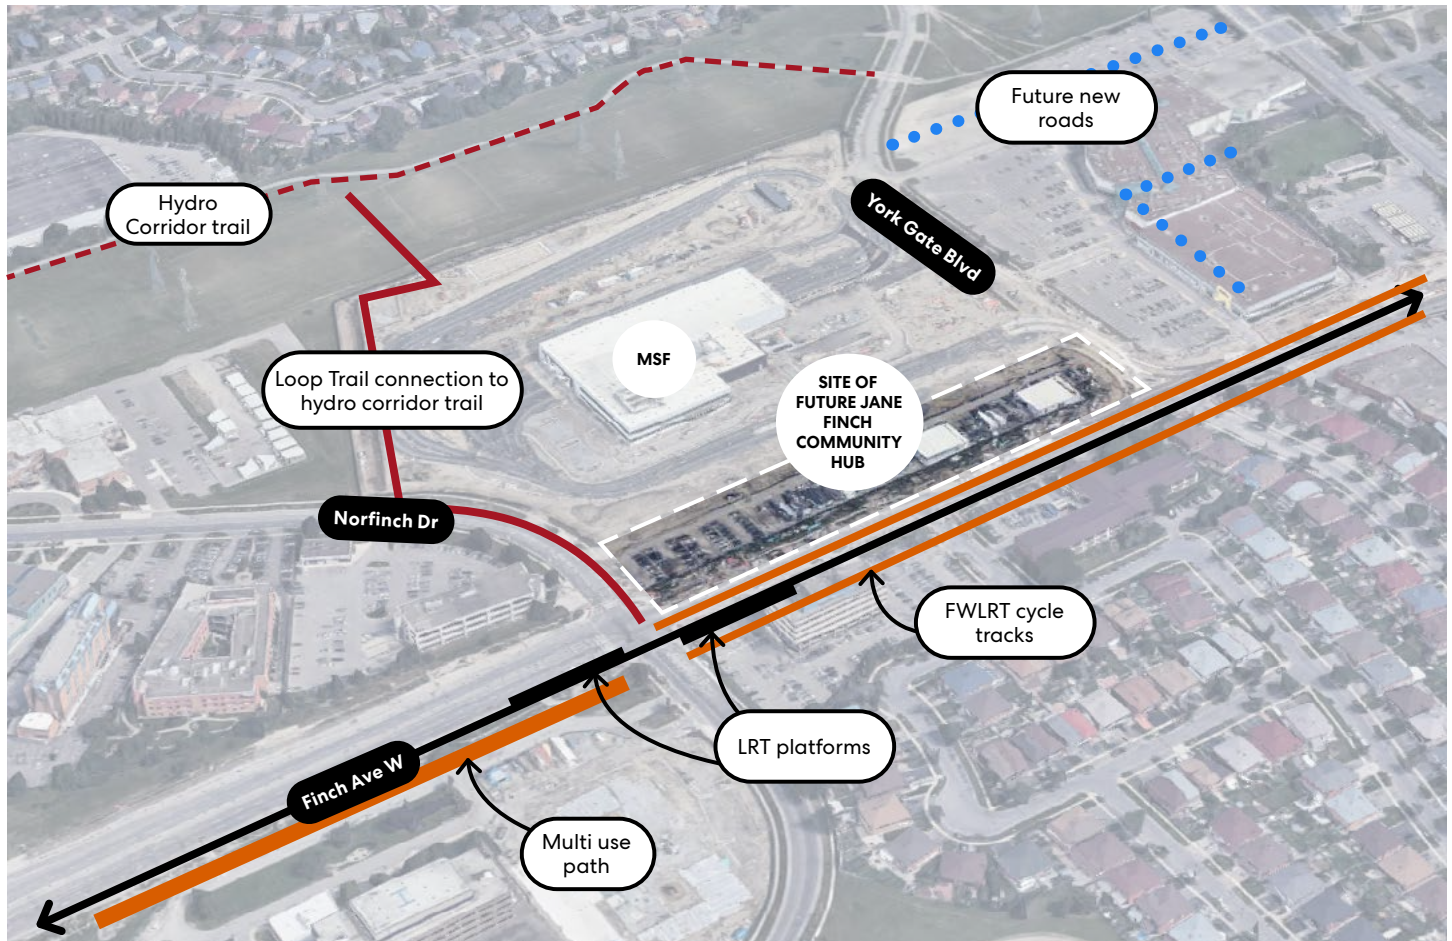 Future new
roads
Hydro
Corridor trail
York Gate Blvd
MSF
Loop Trail connection to
hydro corridor trail
SITE OF
FUTURE JANE
FINCH
COMMUNITY
HUB
Norfinch Dr
FWLRT cycle
tracks
LRT platforms
Finch Ave W
Multi use
path